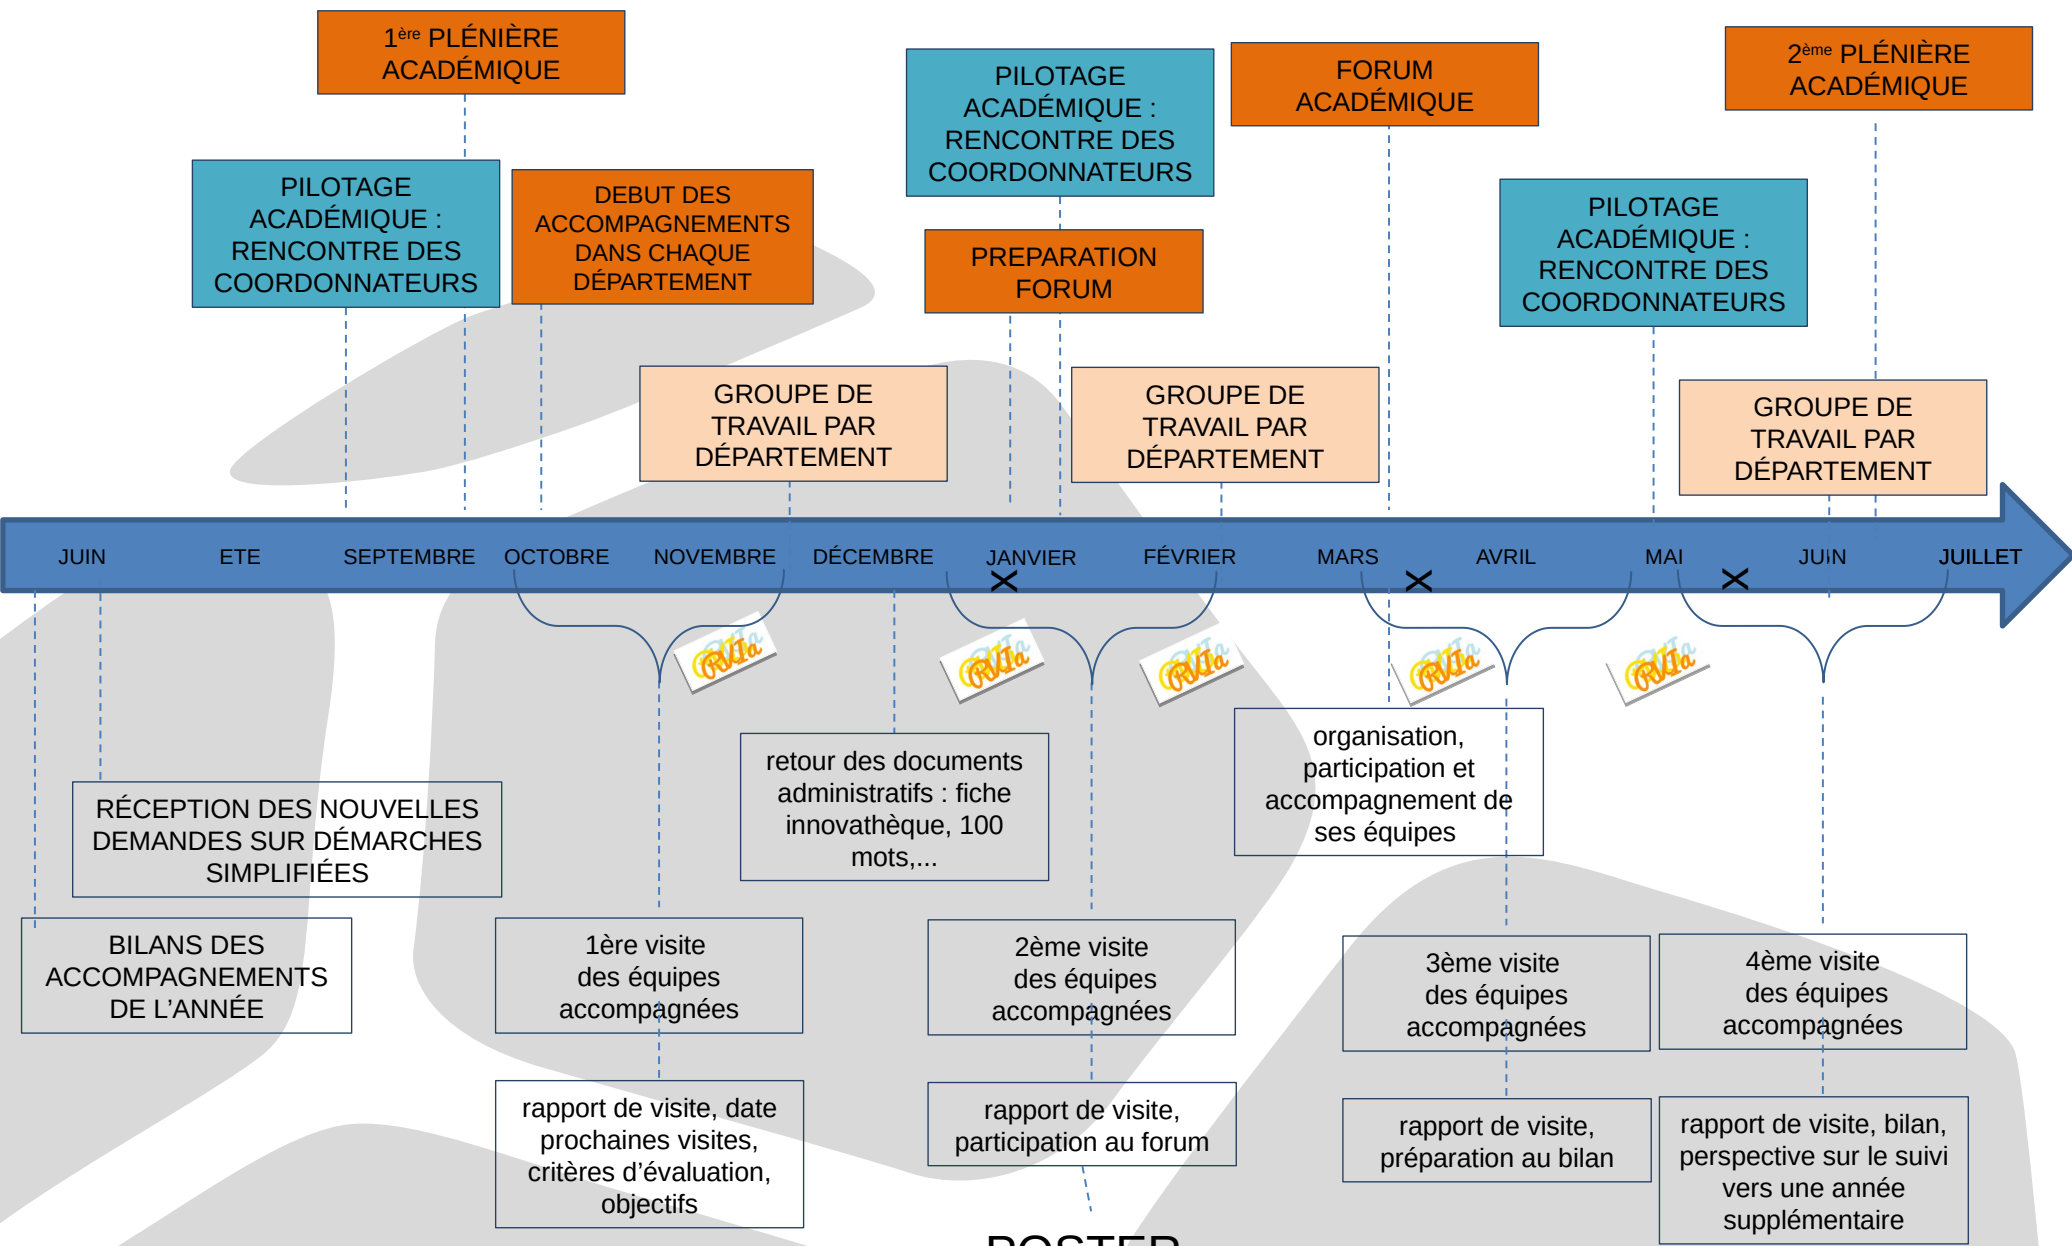 1ère PLÉNIÈRE
ACADÉMIQUE
PILOTAGE
ACADÉMIQUE :
RENCONTRE DES
COORDONNATEURS
FORUM
ACADÉMIQUE
2ème PLÉNIÈRE
ACADÉMIQUE
PILOTAGE
ACADÉMIQUE :
RENCONTRE DES
COORDONNATEURS
DEBUT DES
ACCOMPAGNEMENTS
DANS CHAQUE
DÉPARTEMENT
PREPARATION
FORUM
PILOTAGE
ACADÉMIQUE :
RENCONTRE DES
COORDONNATEURS
GROUPE DE
TRAVAIL PAR
DÉPARTEMENT
GROUPE DE
TRAVAIL PAR
DÉPARTEMENT
GROUPE DE
TRAVAIL PAR
DÉPARTEMENT
JUIN ETE SEPTEMBRE OCTOBRE NOVEMBRE DÉCEMBRE JANVIER FÉVRIER MARS AVRIL MAI JUIN JUILLET
X X X
retour des documents
administratifs : fiche
innovathèque, 100
mots,...
organisation,
participation et
accompagnement de
ses équipes
RÉCEPTION DES NOUVELLES
DEMANDES SUR DÉMARCHES
SIMPLIFIÉES
BILANS DES
ACCOMPAGNEMENTS
DE L’ANNÉE
1ère visite
des équipes
accompagnées
2ème visite
des équipes
accompagnées
3ème visite
des équipes
accompagnées
4ème visite
des équipes
accompagnées
rapport de visite, date
prochaines visites,
critères d’évaluation,
objectifs
rapport de visite,
participation au forum
rapport de visite,
préparation au bilan
rapport de visite, bilan,
perspective sur le suivi
vers une année
supplémentaire
POSTER